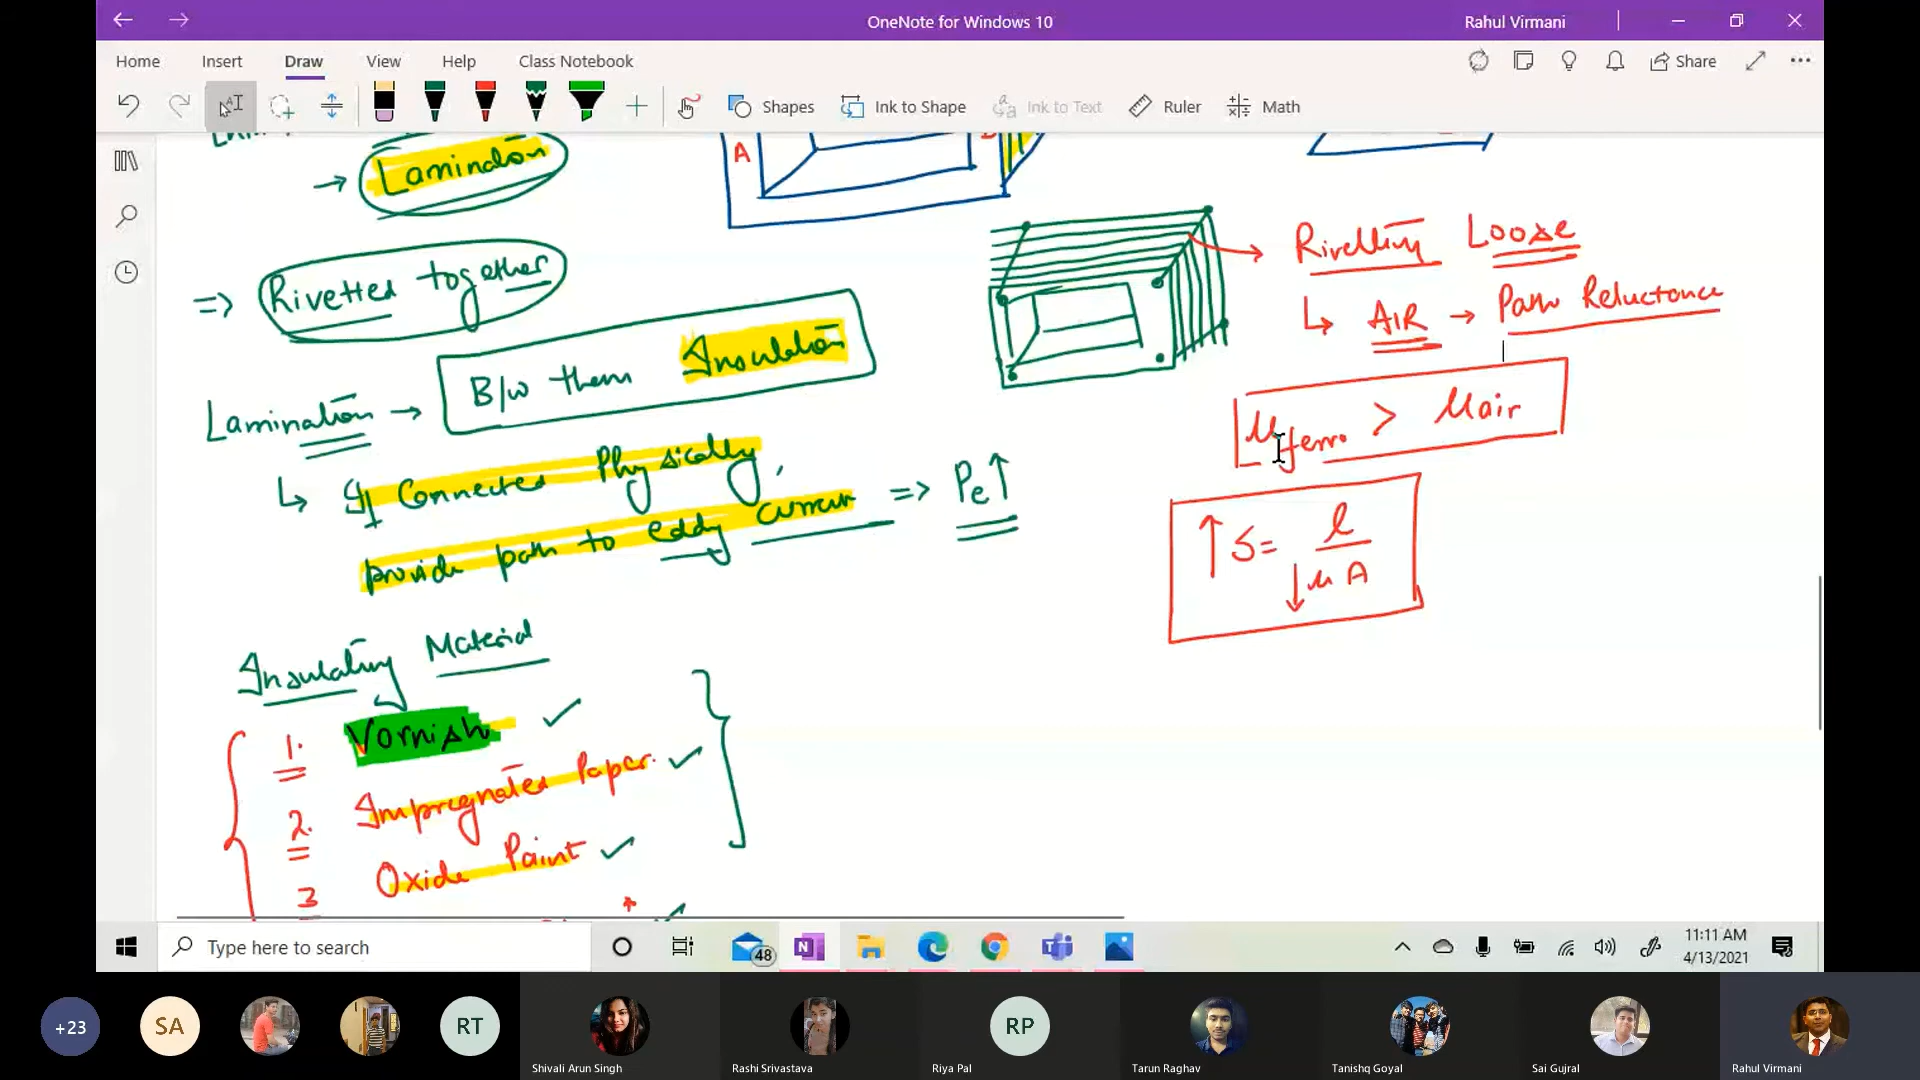 OneNote for Windows 10
Rahul Virmani
Home
Insert
Draw
View
Help
Class Notebook
Share
Shapes
Ink to Shape
Ink to Text
Ruler
Math
→ Lamination
A
=> Rivetted together
Rivetting Loose
↳ AIR → Path Reluctance
Lamination → B/w them Insulation
μferro. > μair
↳ If Connected Physically,
provide path to eddy current => Pe↑
↑ S = l
↓ μ A
Insulating Material
1. Varnish ✓
2. Impregnated Paper. ✓
3 Oxide Paint ✓
Type here to search
48
11:11 AM
4/13/2021
+23
SA
RT
RP
Shivali Arun Singh
Rashi Srivastava
Riya Pal
Tarun Raghav
Tanishq Goyal
Sai Gujral
Rahul Virmani